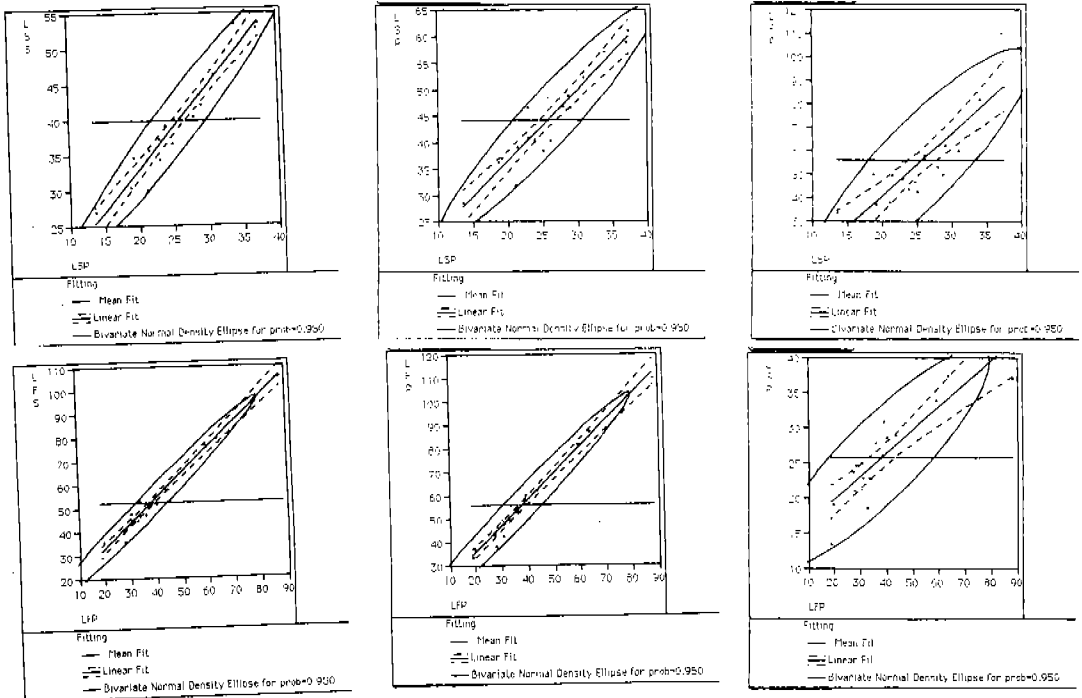 L
S
S
55
50
45
40
35
30
25
10 15 20 25 30 35 40
LSP
Fitting
Mean Fit
Linear Fit
Bivariate Normal Density Ellipse for prob=0.950
L
S
65
60
55
50
45
40
35
30
25
10 15 20 25 30 35 40
LSP
Fitting
Mean Fit
Linear Fit
Bivariate Normal Density Ellipse for prob=0.950
10 15 20 25 30 35 40
LSP
Fitting
Mean Fit
Linear Fit
Bivariate Normal Density Ellipse for prob=0.950
L
F
S
110
100
90
80
70
60
50
40
30
20
10 20 30 40 50 60 70 80 90
LFP
Fitting
Mean Fit
Linear Fit
Bivariate Normal Density Ellipse for prob=0.950
120
110
100
90
80
70
60
50
40
30
10 20 30 40 50 60 70 80 90
LFP
Fitting
Mean Fit
Linear Fit
Bivariate Normal Density Ellipse for prob=0.950
10 20 30 40 50 60 70 80 90
LFP
Fitting
Mean Fit
Linear Fit
Bivariate Normal Density Ellipse for prob=0.950